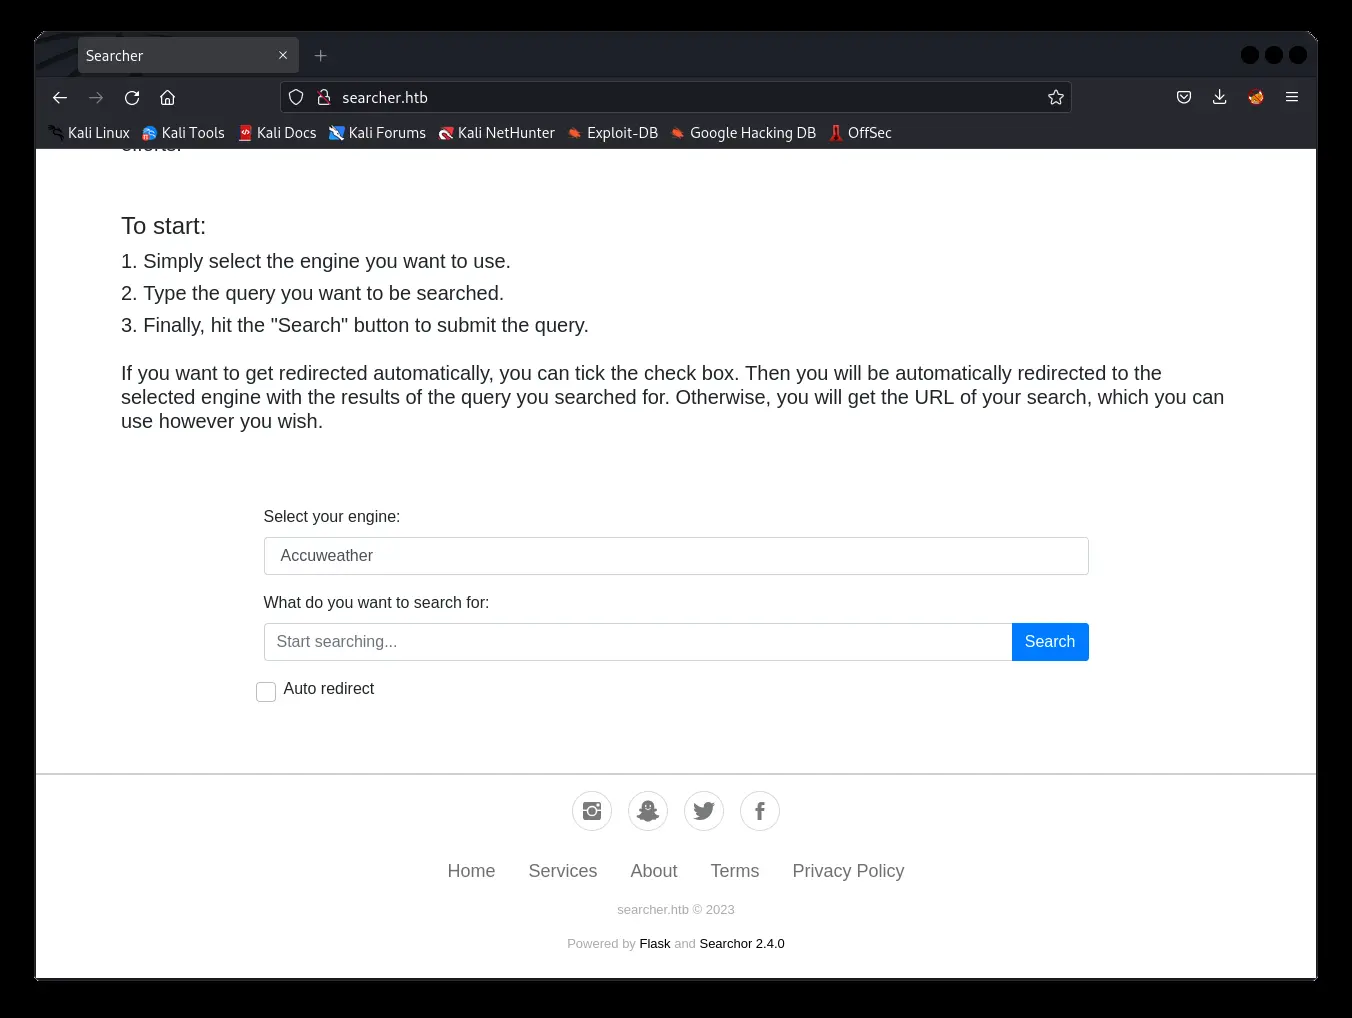 Searcher
searcher.htb
Kali Linux Kali Tools Kali Docs Kali Forums Kali NetHunter Exploit-DB Google Hacking DB OffSec
To start:
1. Simply select the engine you want to use.
2. Type the query you want to be searched.
3. Finally, hit the "Search" button to submit the query.
If you want to get redirected automatically, you can tick the check box. Then you will be automatically redirected to the
selected engine with the results of the query you searched for. Otherwise, you will get the URL of your search, which you can
use however you wish.
Select your engine:
Accuweather
What do you want to search for:
Start searching... Search
Auto redirect
Home Services About Terms Privacy Policy
searcher.htb © 2023
Powered by Flask and Searchor 2.4.0